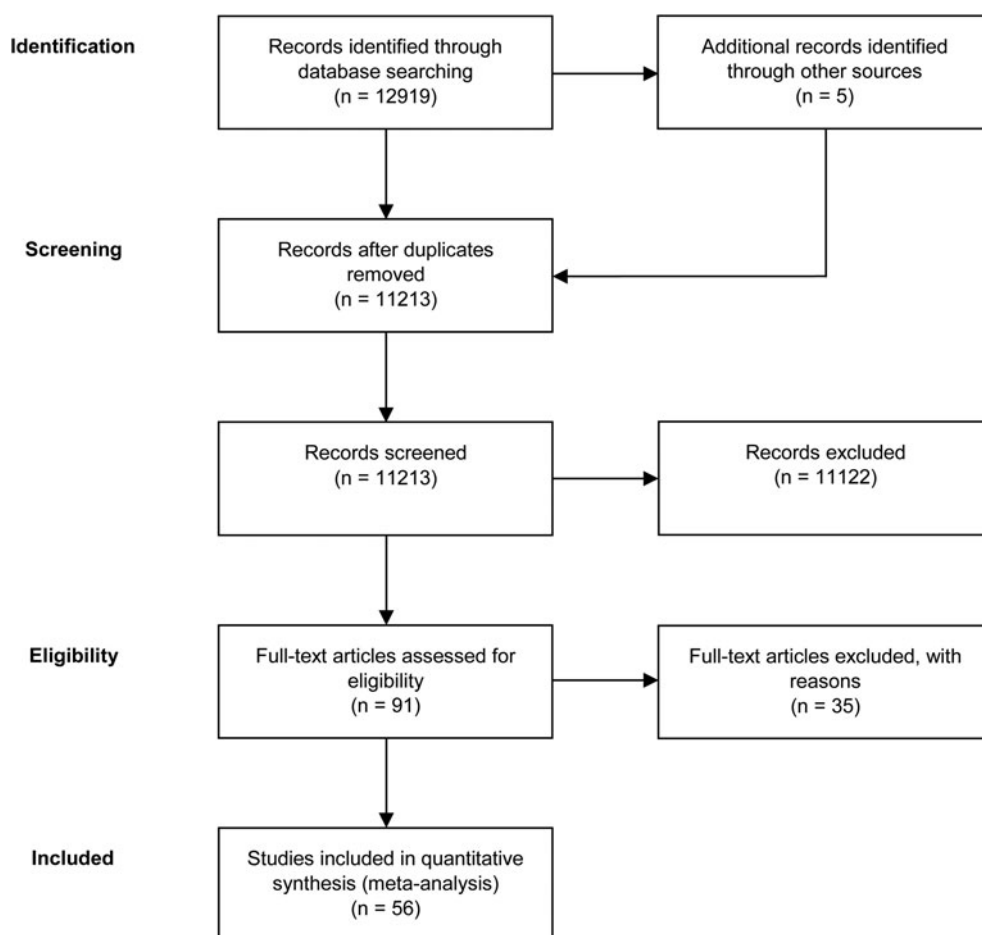 Identification
Records identified through
database searching
(n = 12919)
Additional records identified
through other sources
(n = 5)
Screening
Records after duplicates
removed
(n = 11213)
Records screened
(n = 11213)
Records excluded
(n = 11122)
Eligibility
Full-text articles assessed for
eligibility
(n = 91)
Full-text articles excluded, with
reasons
(n = 35)
Included
Studies included in quantitative
synthesis (meta-analysis)
(n = 56)